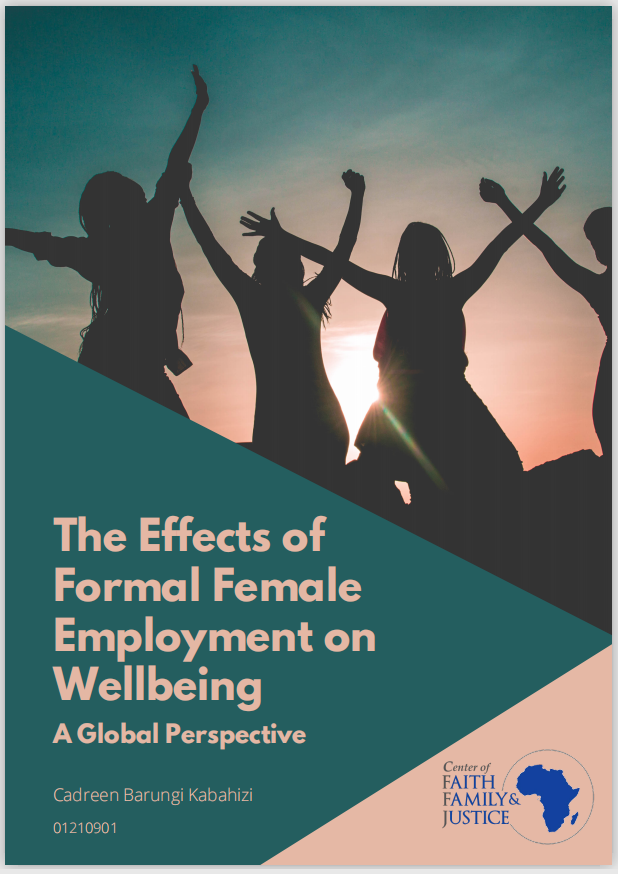 The Effects of
Formal Female
Employment on
Wellbeing
A Global Perspective
Cadreen Barungi Kabahizi
01210901
Center of
FAITH
FAMILY&
JUSTICE